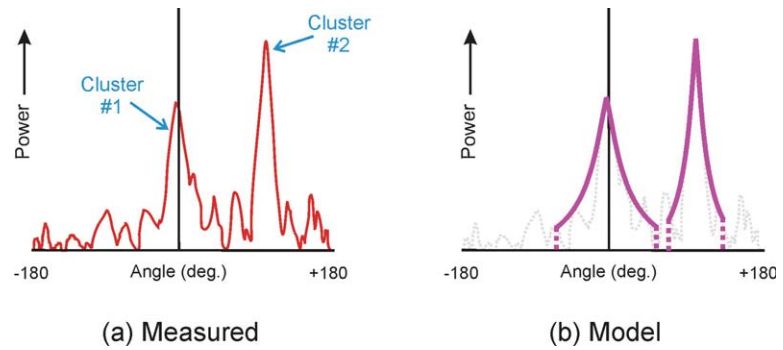 Cluster
#1
Cluster
#2
Power
-180
Angle (deg.)
+180
(a) Measured
Power
-180
Angle (deg.)
+180
(b) Model